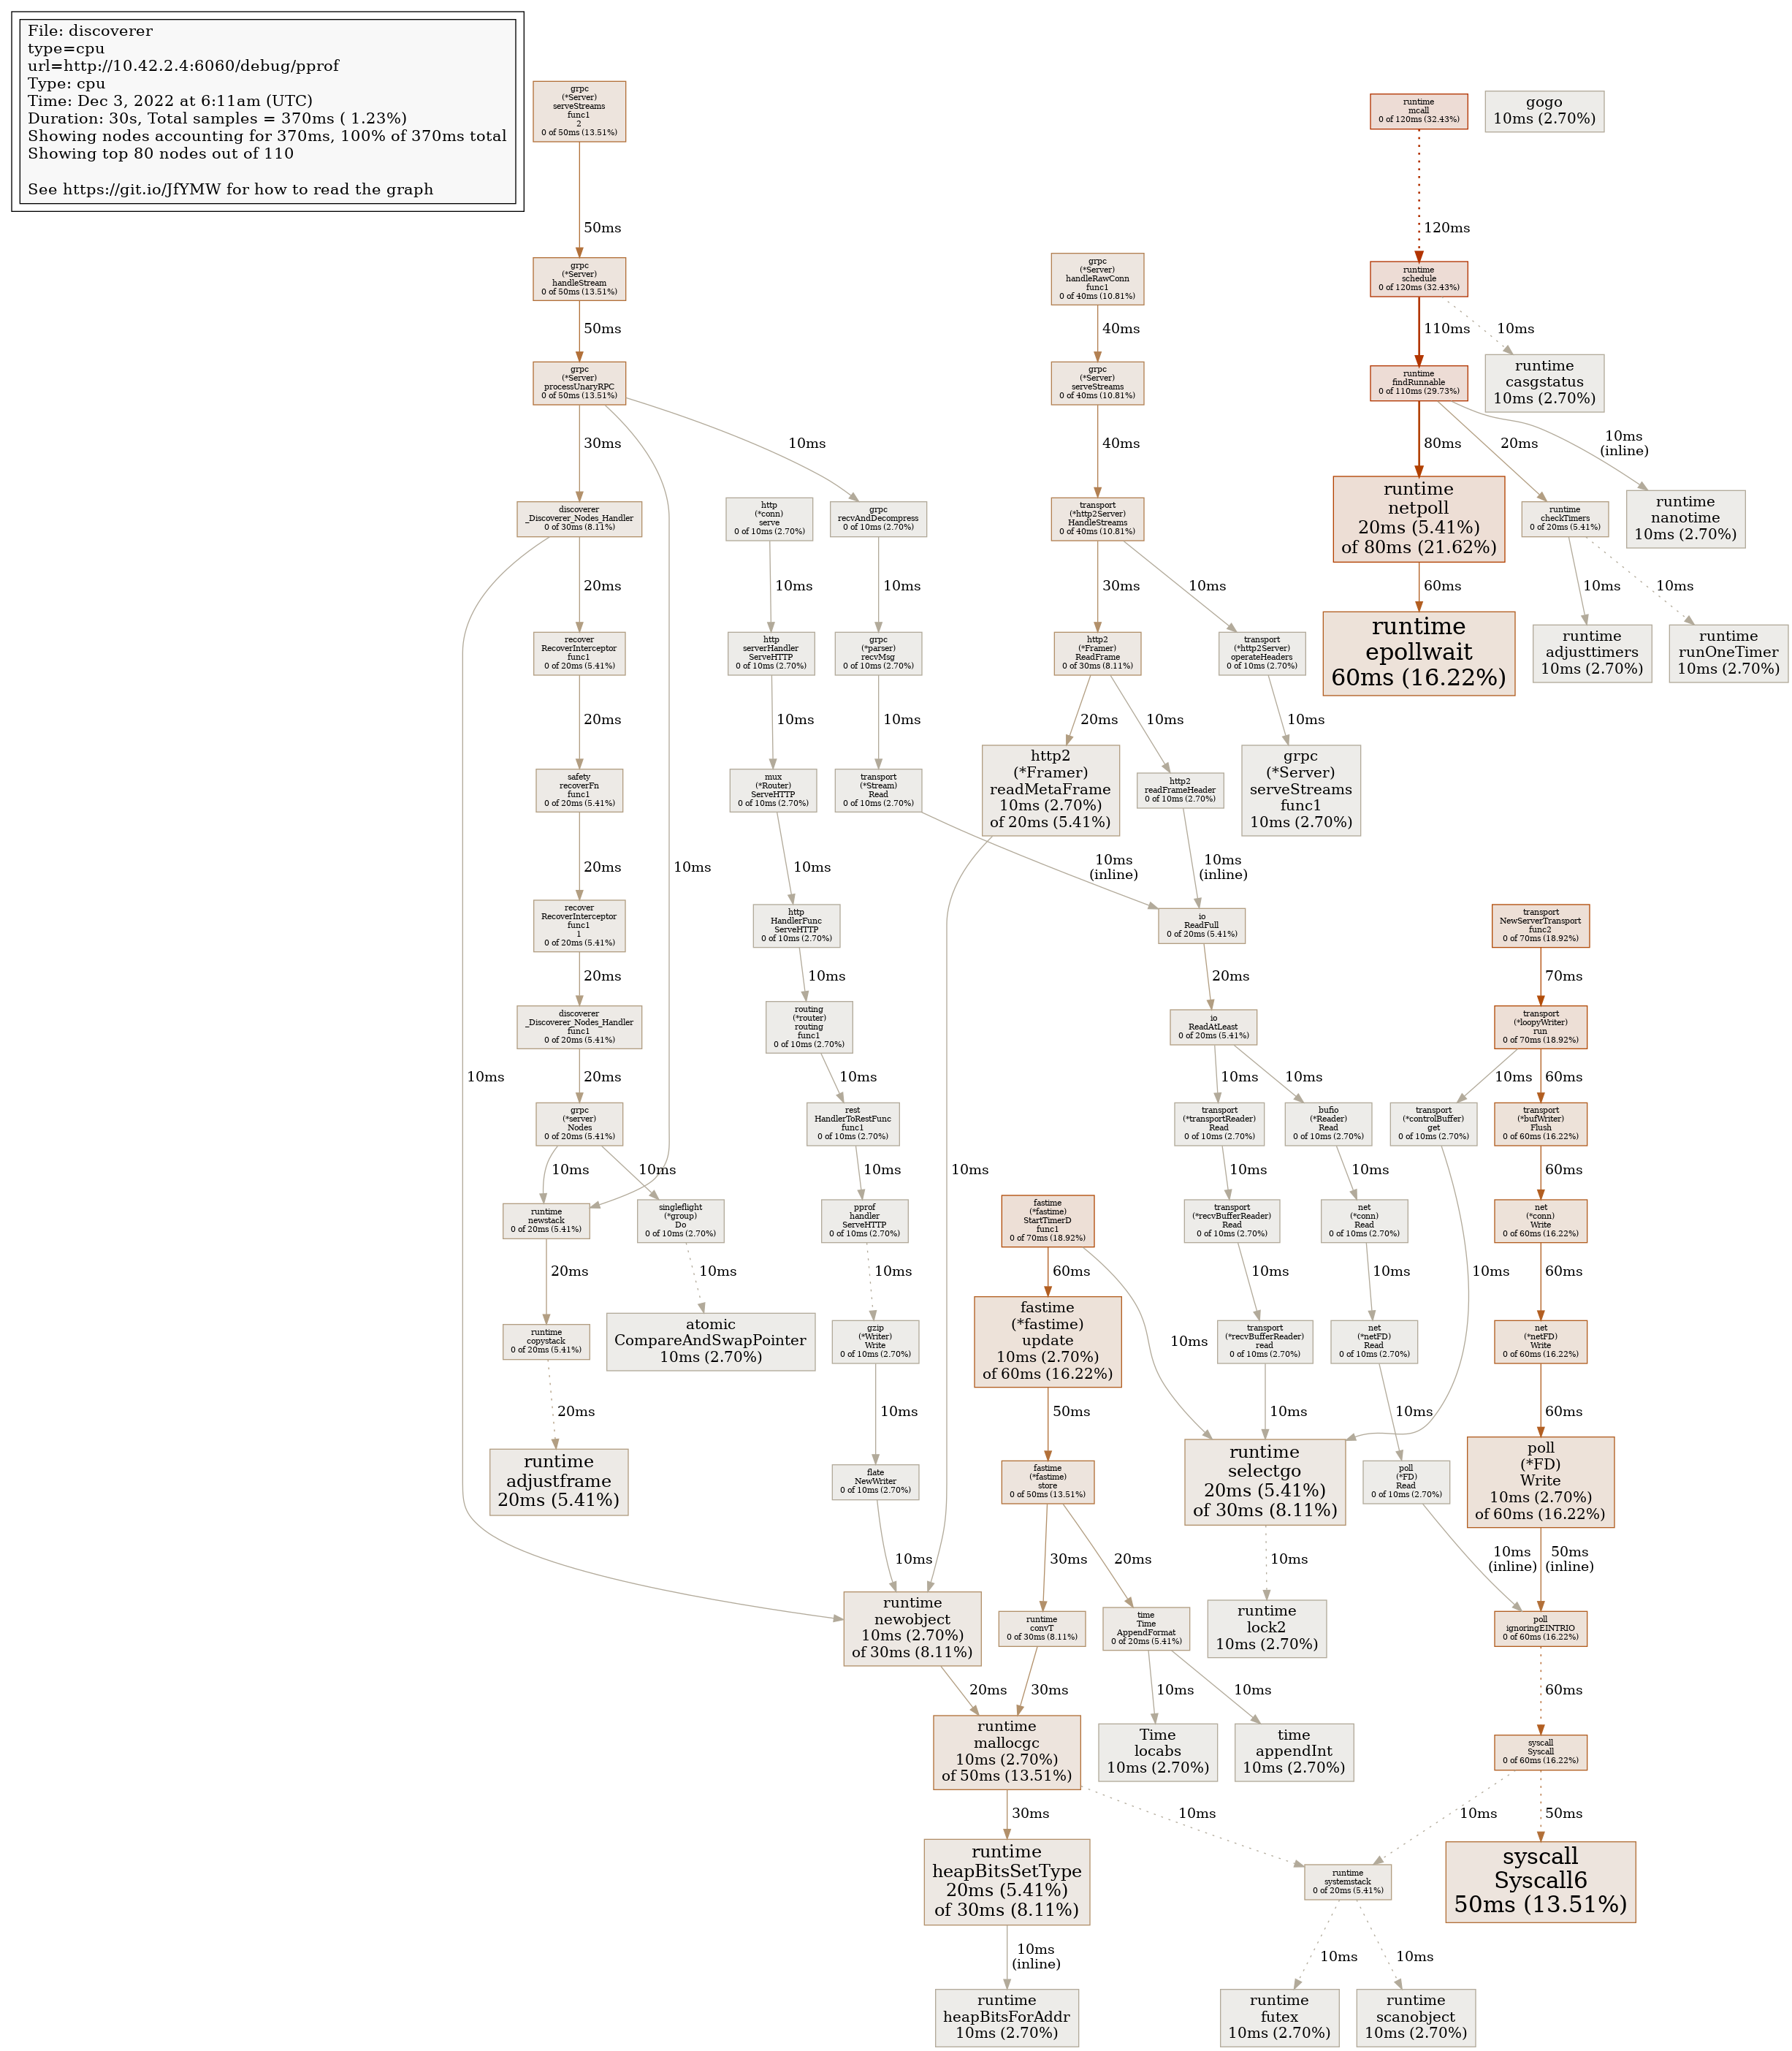 File: discoverer
type=cpu
url=http://10.42.2.4:6060/debug/pprof
Type: cpu
Time: Dec 3, 2022 at 6:11am (UTC)
Duration: 30s, Total samples = 370ms ( 1.23%)
Showing nodes accounting for 370ms, 100% of 370ms total
Showing top 80 nodes out of 110
See https://git.io/JfYMW for how to read the graph
grpc
(*Server)
serveStreams
func1
2
0 of 50ms (13.51%)
runtime
mcall
0 of 120ms (32.43%)
gogo
10ms (2.70%)
50ms
120ms
grpc
(*Server)
handleStream
0 of 50ms (13.51%)
grpc
(*Server)
handleRawConn
func1
0 of 40ms (10.81%)
runtime
schedule
0 of 120ms (32.43%)
50ms
40ms
110ms
10ms
grpc
(*Server)
processUnaryRPC
0 of 50ms (13.51%)
grpc
(*Server)
serveStreams
0 of 40ms (10.81%)
runtime
findRunnable
0 of 110ms (29.73%)
runtime
casgstatus
10ms (2.70%)
30ms
10ms
40ms
80ms
20ms
10ms
(inline)
discoverer
_Discoverer_Nodes_Handler
0 of 30ms (8.11%)
http
(*conn)
serve
0 of 10ms (2.70%)
grpc
recvAndDecompress
0 of 10ms (2.70%)
transport
(*http2Server)
HandleStreams
0 of 40ms (10.81%)
runtime
netpoll
20ms (5.41%)
of 80ms (21.62%)
runtime
checkTimers
0 of 20ms (5.41%)
runtime
nanotime
10ms (2.70%)
20ms
10ms
10ms
30ms
10ms
60ms
10ms
10ms
recover
RecoverInterceptor
func1
0 of 20ms (5.41%)
http
serverHandler
ServeHTTP
0 of 10ms (2.70%)
grpc
(*parser)
recvMsg
0 of 10ms (2.70%)
http2
(*Framer)
ReadFrame
0 of 30ms (8.11%)
transport
(*http2Server)
operateHeaders
0 of 10ms (2.70%)
runtime
epollwait
60ms (16.22%)
runtime
adjusttimers
10ms (2.70%)
runtime
runOneTimer
10ms (2.70%)
20ms
10ms
10ms
20ms
10ms
10ms
safety
recoverFn
func1
0 of 20ms (5.41%)
mux
(*Router)
ServeHTTP
0 of 10ms (2.70%)
transport
(*Stream)
Read
0 of 10ms (2.70%)
http2
(*Framer)
readMetaFrame
10ms (2.70%)
of 20ms (5.41%)
http2
readFrameHeader
0 of 10ms (2.70%)
grpc
(*Server)
serveStreams
func1
10ms (2.70%)
20ms
10ms
10ms
10ms
(inline)
10ms
(inline)
recover
RecoverInterceptor
func1
1
0 of 20ms (5.41%)
http
HandlerFunc
ServeHTTP
0 of 10ms (2.70%)
io
ReadFull
0 of 20ms (5.41%)
transport
NewServerTransport
func2
0 of 70ms (18.92%)
20ms
10ms
20ms
70ms
discoverer
_Discoverer_Nodes_Handler
func1
0 of 20ms (5.41%)
routing
(*router)
routing
func1
0 of 10ms (2.70%)
io
ReadAtLeast
0 of 20ms (5.41%)
transport
(*loopyWriter)
run
0 of 70ms (18.92%)
10ms
20ms
10ms
10ms
10ms
10ms
60ms
grpc
(*server)
Nodes
0 of 20ms (5.41%)
rest
HandlerToRestFunc
func1
0 of 10ms (2.70%)
transport
(*transportReader)
Read
0 of 10ms (2.70%)
bufio
(*Reader)
Read
0 of 10ms (2.70%)
transport
(*controlBuffer)
get
0 of 10ms (2.70%)
transport
(*bufWriter)
Flush
0 of 60ms (16.22%)
10ms
10ms
10ms
10ms
10ms
10ms
60ms
runtime
newstack
0 of 20ms (5.41%)
singleflight
(*group)
Do
0 of 10ms (2.70%)
pprof
handler
ServeHTTP
0 of 10ms (2.70%)
fastime
(*fastime)
StartTimerD
func1
0 of 70ms (18.92%)
transport
(*recvBufferReader)
Read
0 of 10ms (2.70%)
net
(*conn)
Read
0 of 10ms (2.70%)
net
(*conn)
Write
0 of 60ms (16.22%)
20ms
10ms
10ms
60ms
10ms
10ms
10ms
60ms
runtime
copystack
0 of 20ms (5.41%)
atomic
CompareAndSwapPointer
10ms (2.70%)
gzip
(*Writer)
Write
0 of 10ms (2.70%)
fastime
(*fastime)
update
10ms (2.70%)
of 60ms (16.22%)
10ms
transport
(*recvBufferReader)
read
0 of 10ms (2.70%)
net
(*netFD)
Read
0 of 10ms (2.70%)
net
(*netFD)
Write
0 of 60ms (16.22%)
20ms
10ms
50ms
10ms
10ms
60ms
runtime
adjustframe
20ms (5.41%)
flate
NewWriter
0 of 10ms (2.70%)
fastime
(*fastime)
store
0 of 50ms (13.51%)
runtime
selectgo
20ms (5.41%)
of 30ms (8.11%)
poll
(*FD)
Read
0 of 10ms (2.70%)
poll
(*FD)
Write
10ms (2.70%)
of 60ms (16.22%)
10ms
30ms
20ms
10ms
10ms
(inline)
50ms
(inline)
runtime
newobject
10ms (2.70%)
of 30ms (8.11%)
runtime
convT
0 of 30ms (8.11%)
time
Time
AppendFormat
0 of 20ms (5.41%)
runtime
lock2
10ms (2.70%)
poll
ignoringEINTRIO
0 of 60ms (16.22%)
20ms
30ms
10ms
10ms
60ms
runtime
mallocgc
10ms (2.70%)
of 50ms (13.51%)
Time
locabs
10ms (2.70%)
time
appendInt
10ms (2.70%)
syscall
Syscall
0 of 60ms (16.22%)
30ms
10ms
10ms
50ms
runtime
heapBitsSetType
20ms (5.41%)
of 30ms (8.11%)
runtime
systemstack
0 of 20ms (5.41%)
syscall
Syscall6
50ms (13.51%)
10ms
(inline)
10ms
10ms
runtime
heapBitsForAddr
10ms (2.70%)
runtime
futex
10ms (2.70%)
runtime
scanobject
10ms (2.70%)